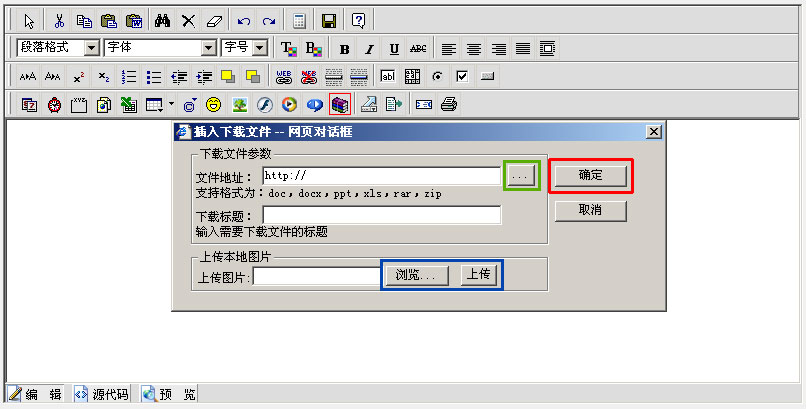 段落格式 字体 字号 B I U ABC
插入下载文件 -- 网页对话框
下载文件参数
文件地址： http:// ... 确定
支持格式为：doc，docx，ppt，xls，rar，zip
下载标题： 取消
输入需要下载文件的标题
上传本地图片
上传图片: 浏览... 上传
编 辑 源代码 预 览